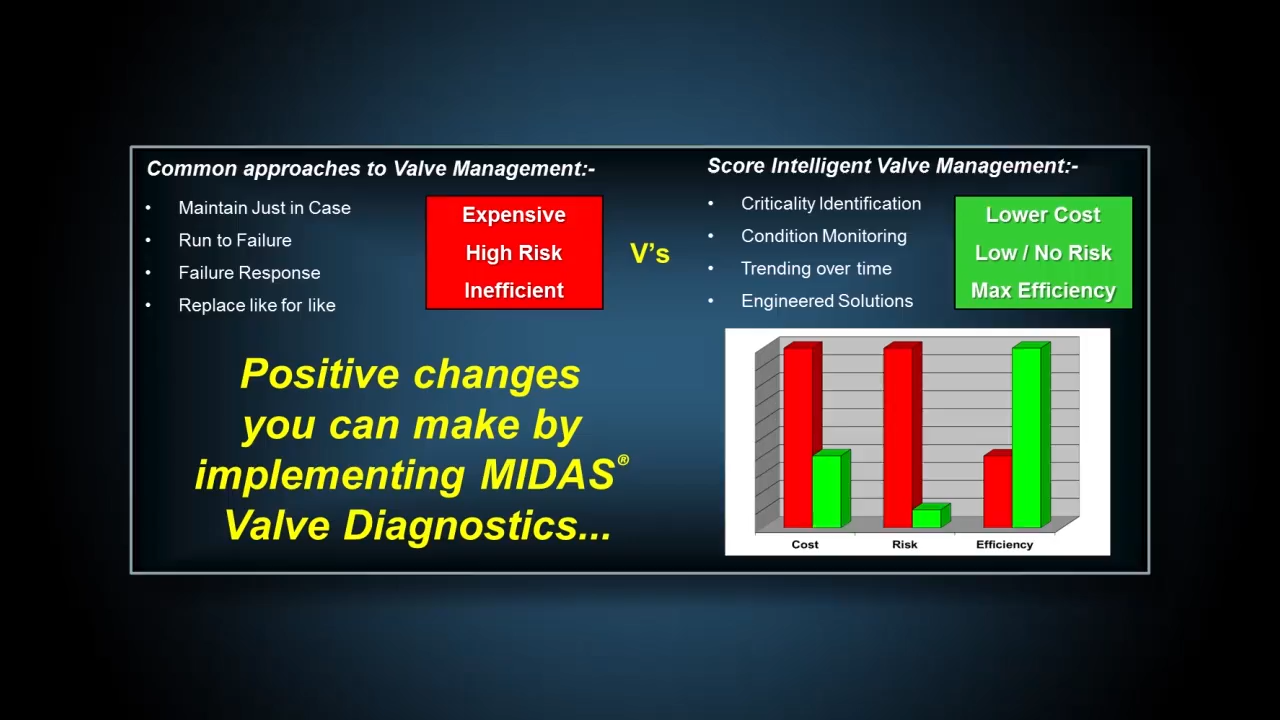 Common approaches to Valve Management:-
• Maintain Just in Case
• Run to Failure
• Failure Response
• Replace like for like
Expensive
High Risk
Inefficient
V's
Score Intelligent Valve Management:-
• Criticality Identification
• Condition Monitoring
• Trending over time
• Engineered Solutions
Lower Cost
Low / No Risk
Max Efficiency
Positive changes
you can make by
implementing MIDAS®
Valve Diagnostics...
Cost Risk Efficiency